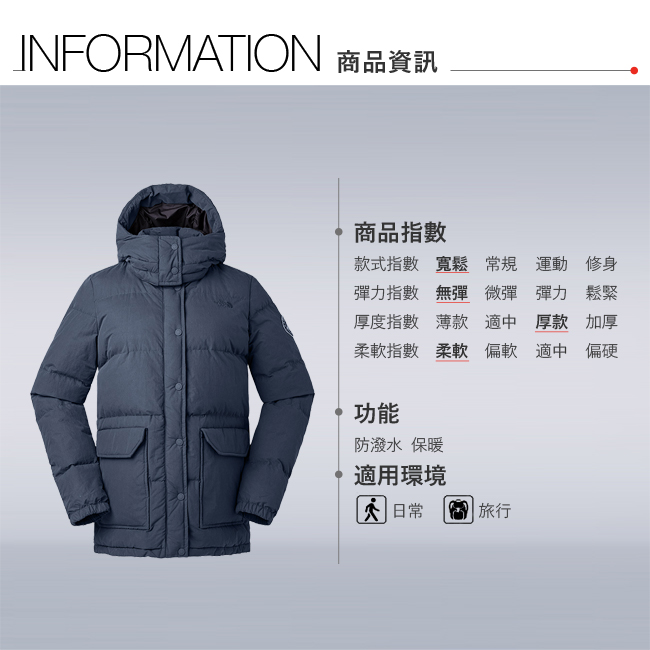 INFORMATION 商品資訊
商品指數
款式指數 寬鬆 常規 運動 修身
彈力指數 無彈 微彈 彈力 鬆緊
厚度指數 薄款 適中 厚款 加厚
柔軟指數 柔軟 偏軟 適中 偏硬
功能
防潑水 保暖
適用環境
日常 旅行